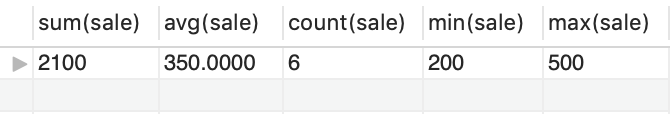 sum(sale) avg(sale) count(sale) min(sale) max(sale)
2100 350.0000 6 200 500